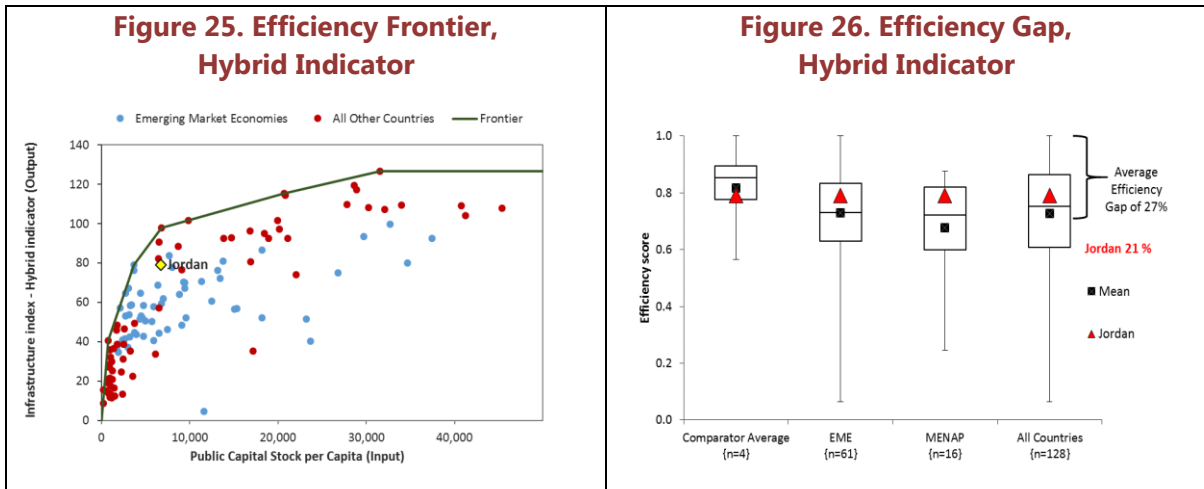 Figure 25. Efficiency Frontier,
Hybrid Indicator
Emerging Market Economies All Other Countries Frontier
Infrastructure index - Hybrid indicator (Output)
140
120
100
80
60
40
20
0
Jordan
0 10,000 20,000 30,000 40,000
Public Capital Stock per Capita (Input)
Figure 26. Efficiency Gap,
Hybrid Indicator
Efficiency score
1.0
0.8
0.6
0.4
0.2
0.0
Average
Efficiency
Gap of 27%
Jordan 21 %
Mean
Jordan
Comparator Average EME MENAP All Countries
{n=4} {n=61} {n=16} {n=128}